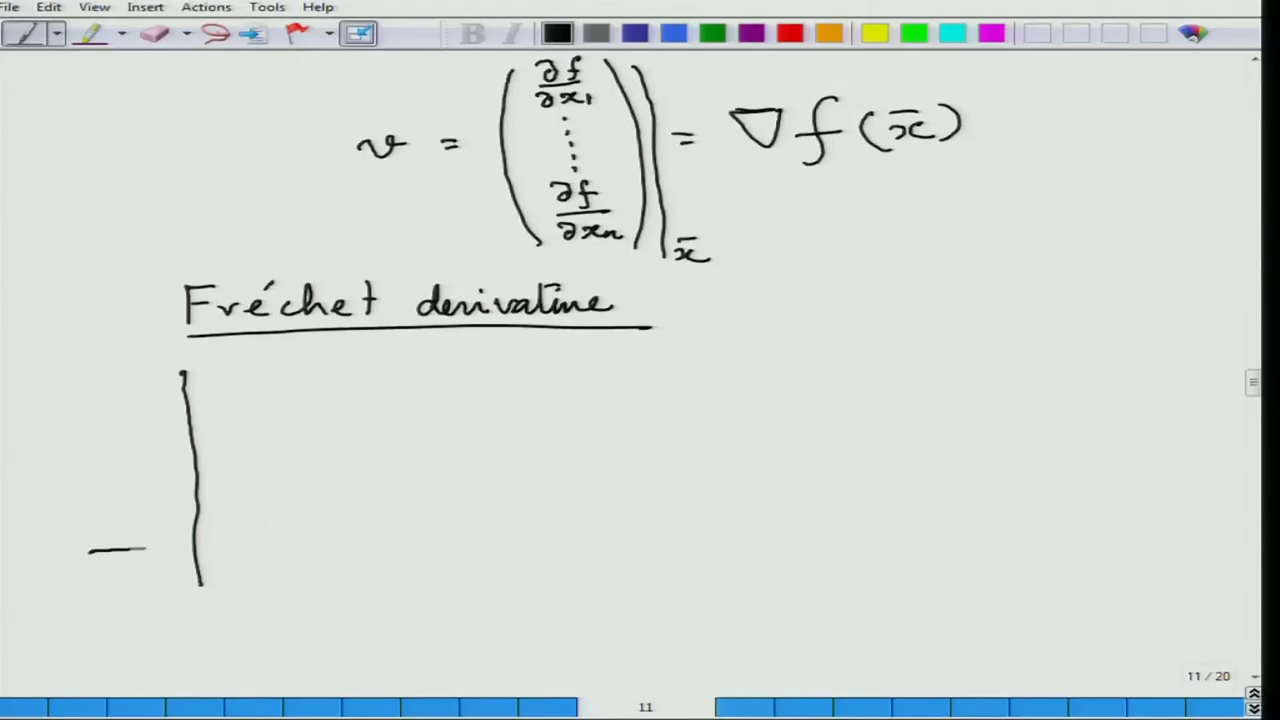 File Edit View Insert Actions Tools Help
B I
v = ( ∂f/∂x₁ ⋮ ∂f/∂xₙ ) |x̄ = ∇f(x̄)
Fréchet derivative
11 / 20
11